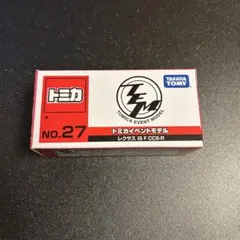 トミカ
TEM
TOMICA EVENT MODEL
TAKARA
TOMY
NO.27
トミカイベントモデル
レクサス IS F CCS-R